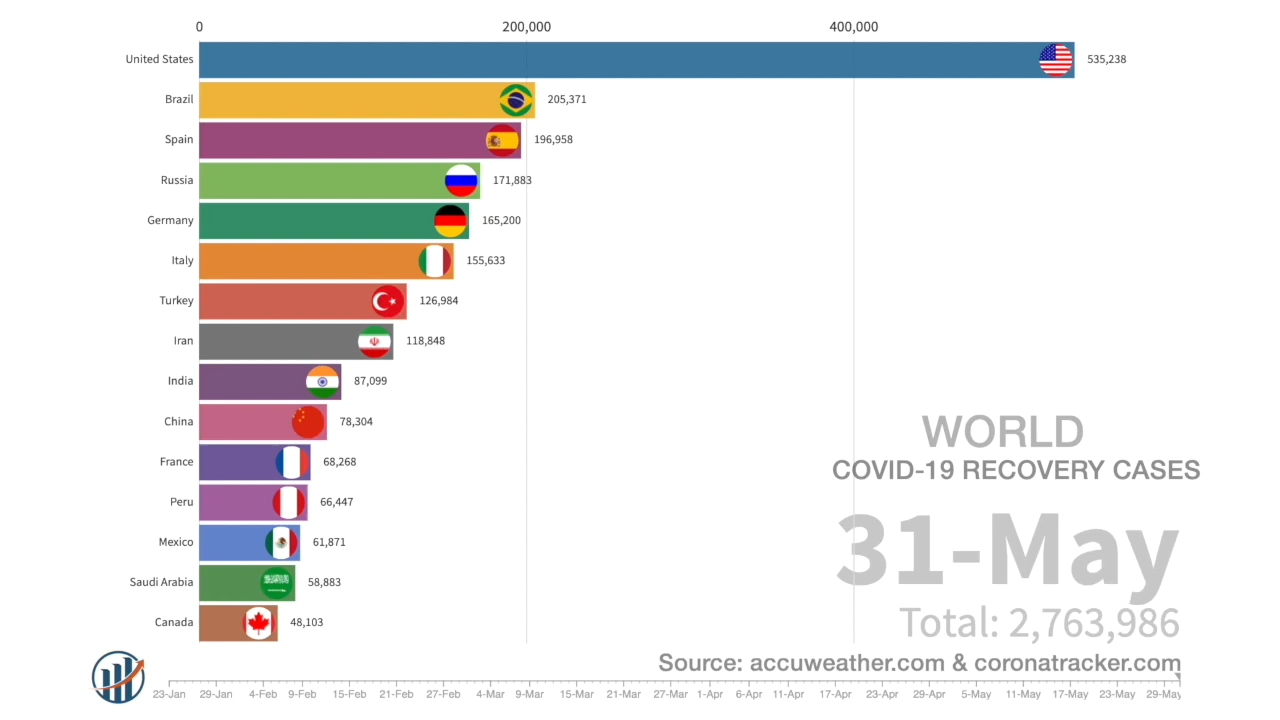 0 200,000 400,000
United States 535,238
Brazil 205,371
Spain 196,958
Russia 171,883
Germany 165,200
Italy 155,633
Turkey 126,984
Iran 118,848
India 87,099
China 78,304
France 68,268
Peru 66,447
Mexico 61,871
Saudi Arabia 58,883
Canada 48,103
WORLD
COVID-19 RECOVERY CASES
31-May
Total: 2,763,986
Source: accuweather.com & coronatracker.com
23-Jan 29-Jan 4-Feb 9-Feb 15-Feb 21-Feb 27-Feb 4-Mar 9-Mar 15-Mar 21-Mar 27-Mar 1-Apr 6-Apr 11-Apr 17-Apr 23-Apr 29-Apr 5-May 11-May 17-May 23-May 29-May